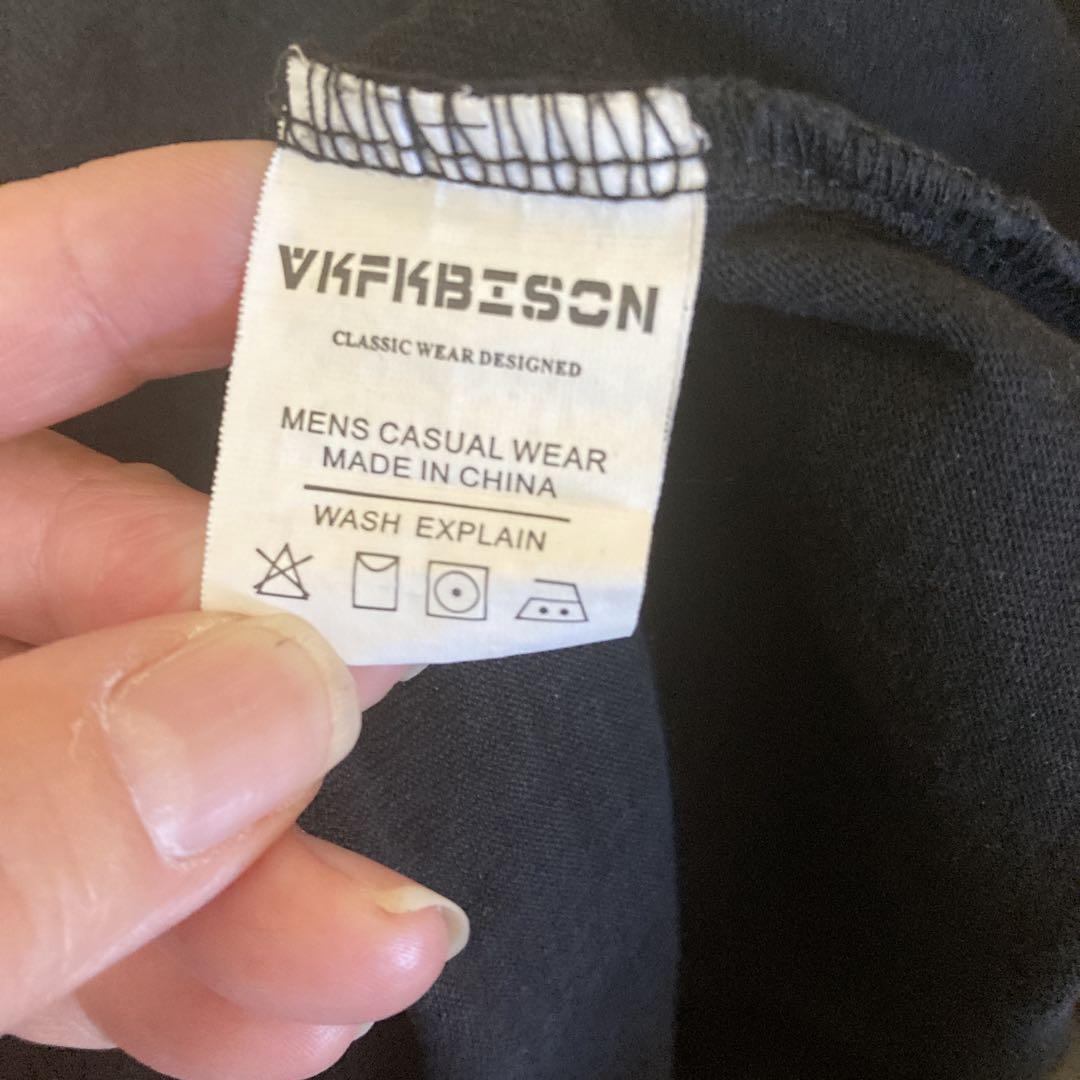 VKFKBISON
CLASSIC WEAR DESIGNED
MENS CASUAL WEAR
MADE IN CHINA
WASH EXPLAIN